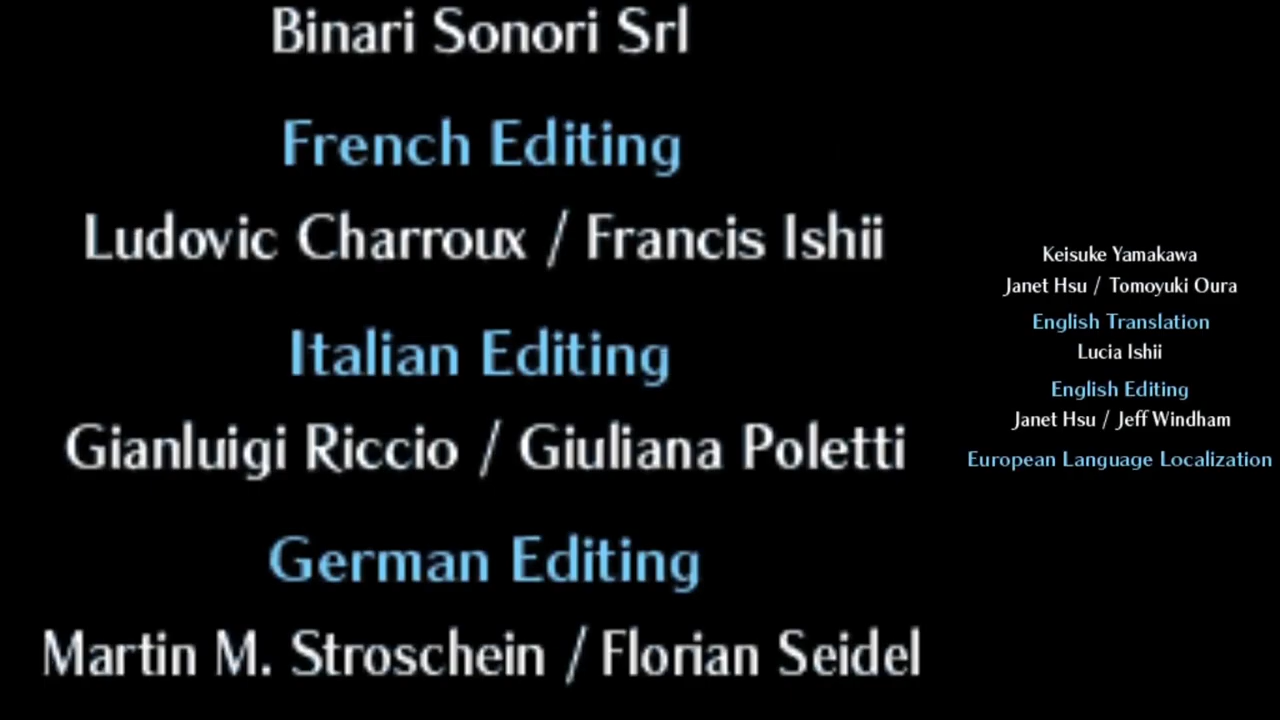 Binari Sonori Srl
French Editing
Ludovic Charroux / Francis Ishii
Italian Editing
Gianluigi Riccio / Giuliana Poletti
German Editing
Martin M. Stroschein / Florian Seidel
Keisuke Yamakawa
Janet Hsu / Tomoyuki Oura
English Translation
Lucia Ishii
English Editing
Janet Hsu / Jeff Windham
European Language Localization